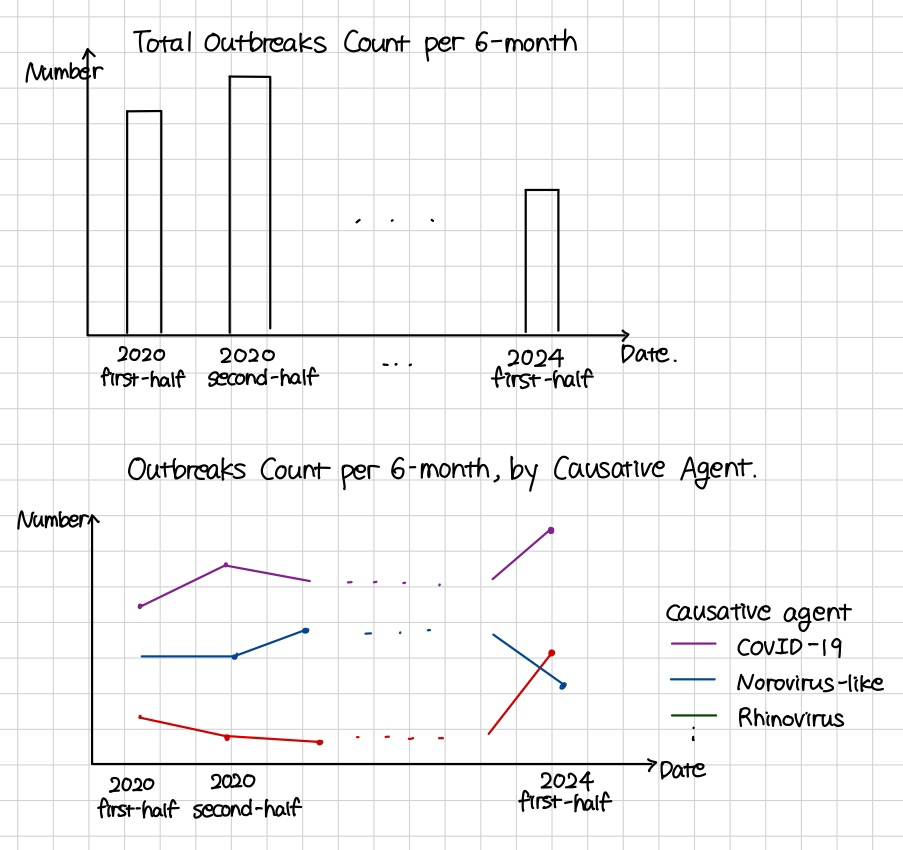 Total Outbreaks Count per 6-month
Number
2020
first-half
2020
second-half
...
2024
first-half
Date.
Outbreaks Count per 6-month, by Causative Agent.
Number
causative agent
COVID-19
Norovirus-like
Rhinovirus
2020
first-half
2020
second-half
2024
first-half
Date